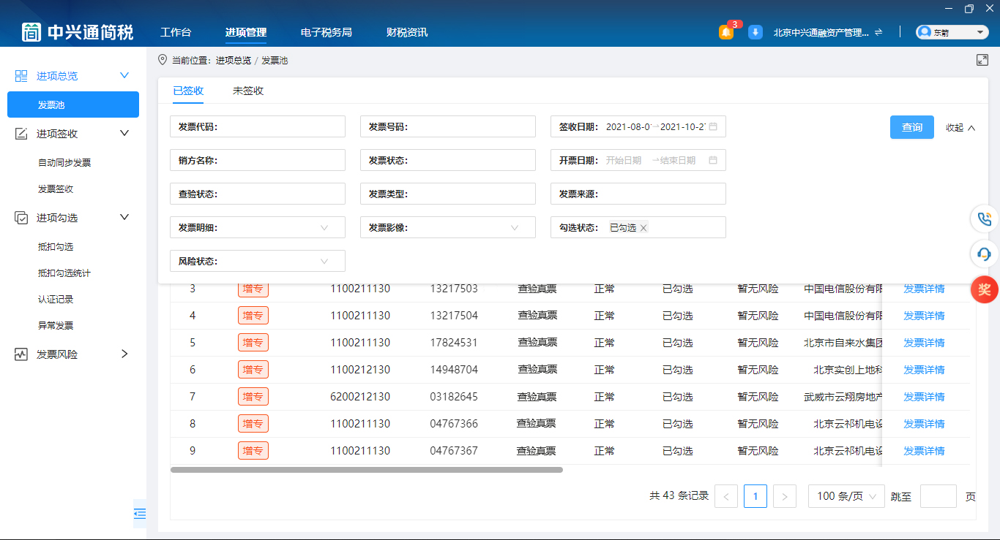 简 中兴通简税 工作台 进项管理 电子税务局 财税资讯 3 北京中兴通融资产管理... 东箭
进项总览
发票池
进项签收
自动同步发票
发票签收
进项勾选
抵扣勾选
抵扣勾选统计
认证记录
异常发票
发票风险
当前位置: 进项总览 / 发票池
已签收 未签收
发票代码: 发票号码: 签收日期: 2021-08-0 2021-10-2 查询 收起
销方名称: 发票状态: 开票日期: 开始日期 结束日期
查验状态: 发票类型: 发票来源:
发票明细: 发票影像: 勾选状态: 已勾选
风险状态:
奖
3 增专 1100211130 13217503 查验真票 正常 已勾选 暂无风险 中国电信股份有限 发票详情
4 增专 1100211130 13217504 查验真票 正常 已勾选 暂无风险 中国电信股份有限 发票详情
5 增专 1100211130 17824531 查验真票 正常 已勾选 暂无风险 北京市自来水集团 发票详情
6 增专 1100212130 14948704 查验真票 正常 已勾选 暂无风险 北京实创上地科 发票详情
7 增专 6200212130 03182645 查验真票 正常 已勾选 暂无风险 武威市云翔房地产 发票详情
8 增专 1100211130 04767366 查验真票 正常 已勾选 暂无风险 北京云祁机电设 发票详情
9 增专 1100211130 04767367 查验真票 正常 已勾选 暂无风险 北京云祁机电设 发票详情
共 43 条记录 < 1 > 100 条/页 跳至 页